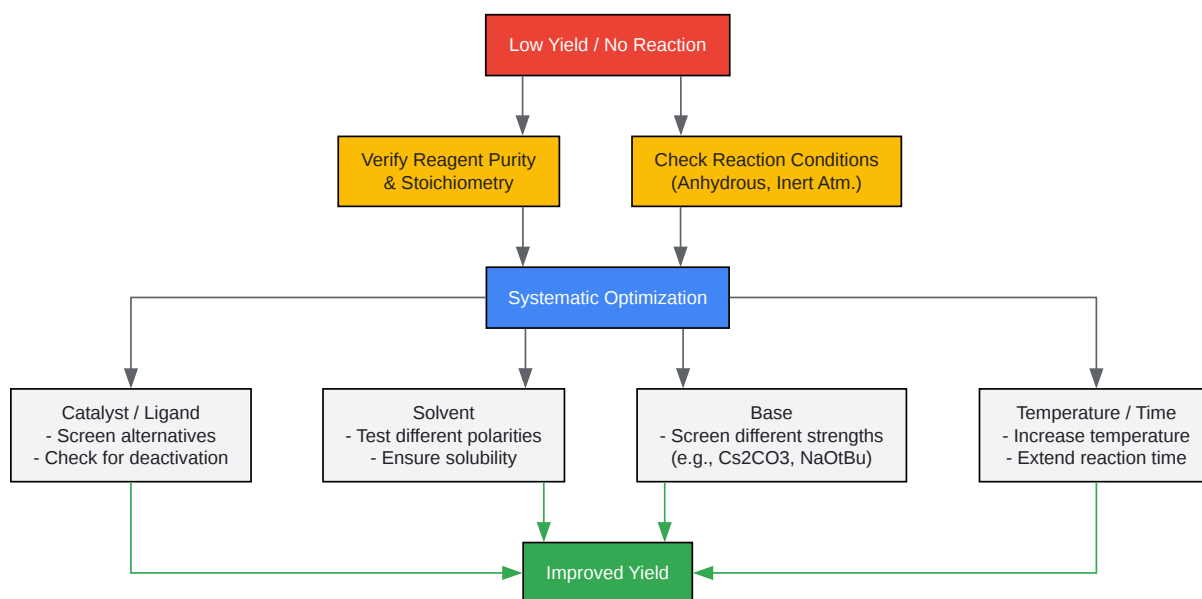 Low Yield / No Reaction
Verify Reagent Purity
& Stoichiometry
Check Reaction Conditions
(Anhydrous, Inert Atm.)
Systematic Optimization
Catalyst / Ligand
- Screen alternatives
- Check for deactivation
Solvent
- Test different polarities
- Ensure solubility
Base
- Screen different strengths
(e.g., Cs2CO3, NaOtBu)
Temperature / Time
- Increase temperature
- Extend reaction time
Improved Yield